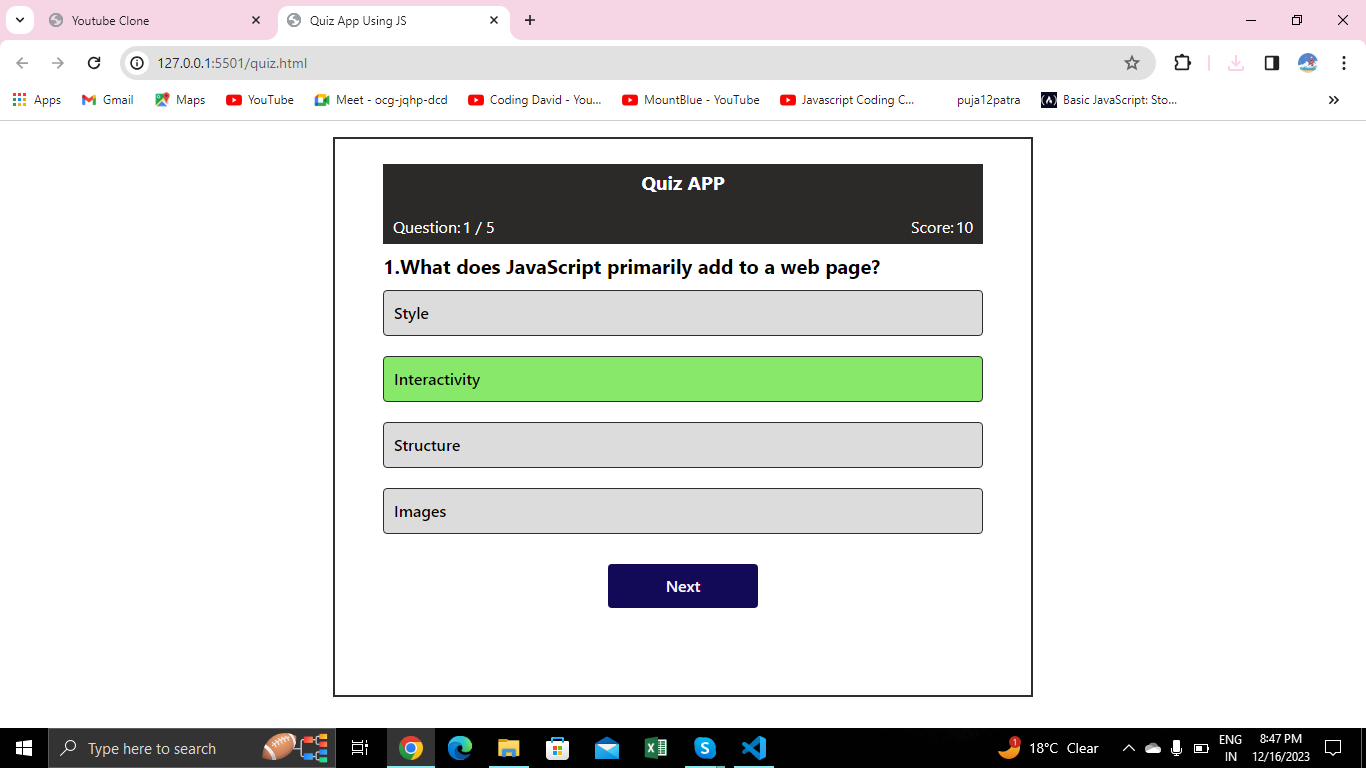 Youtube Clone
Quiz App Using JS
127.0.0.1:5501/quiz.html
Apps
Gmail
Maps
YouTube
Meet - ocg-jqhp-dcd
Coding David - You...
MountBlue - YouTube
Javascript Coding C...
puja12patra
Basic JavaScript: Sto...
Quiz APP
Question: 1 / 5
Score: 10
1.What does JavaScript primarily add to a web page?
Style
Interactivity
Structure
Images
Next
Type here to search
1
18°C Clear
ENG
IN
8:47 PM
12/16/2023